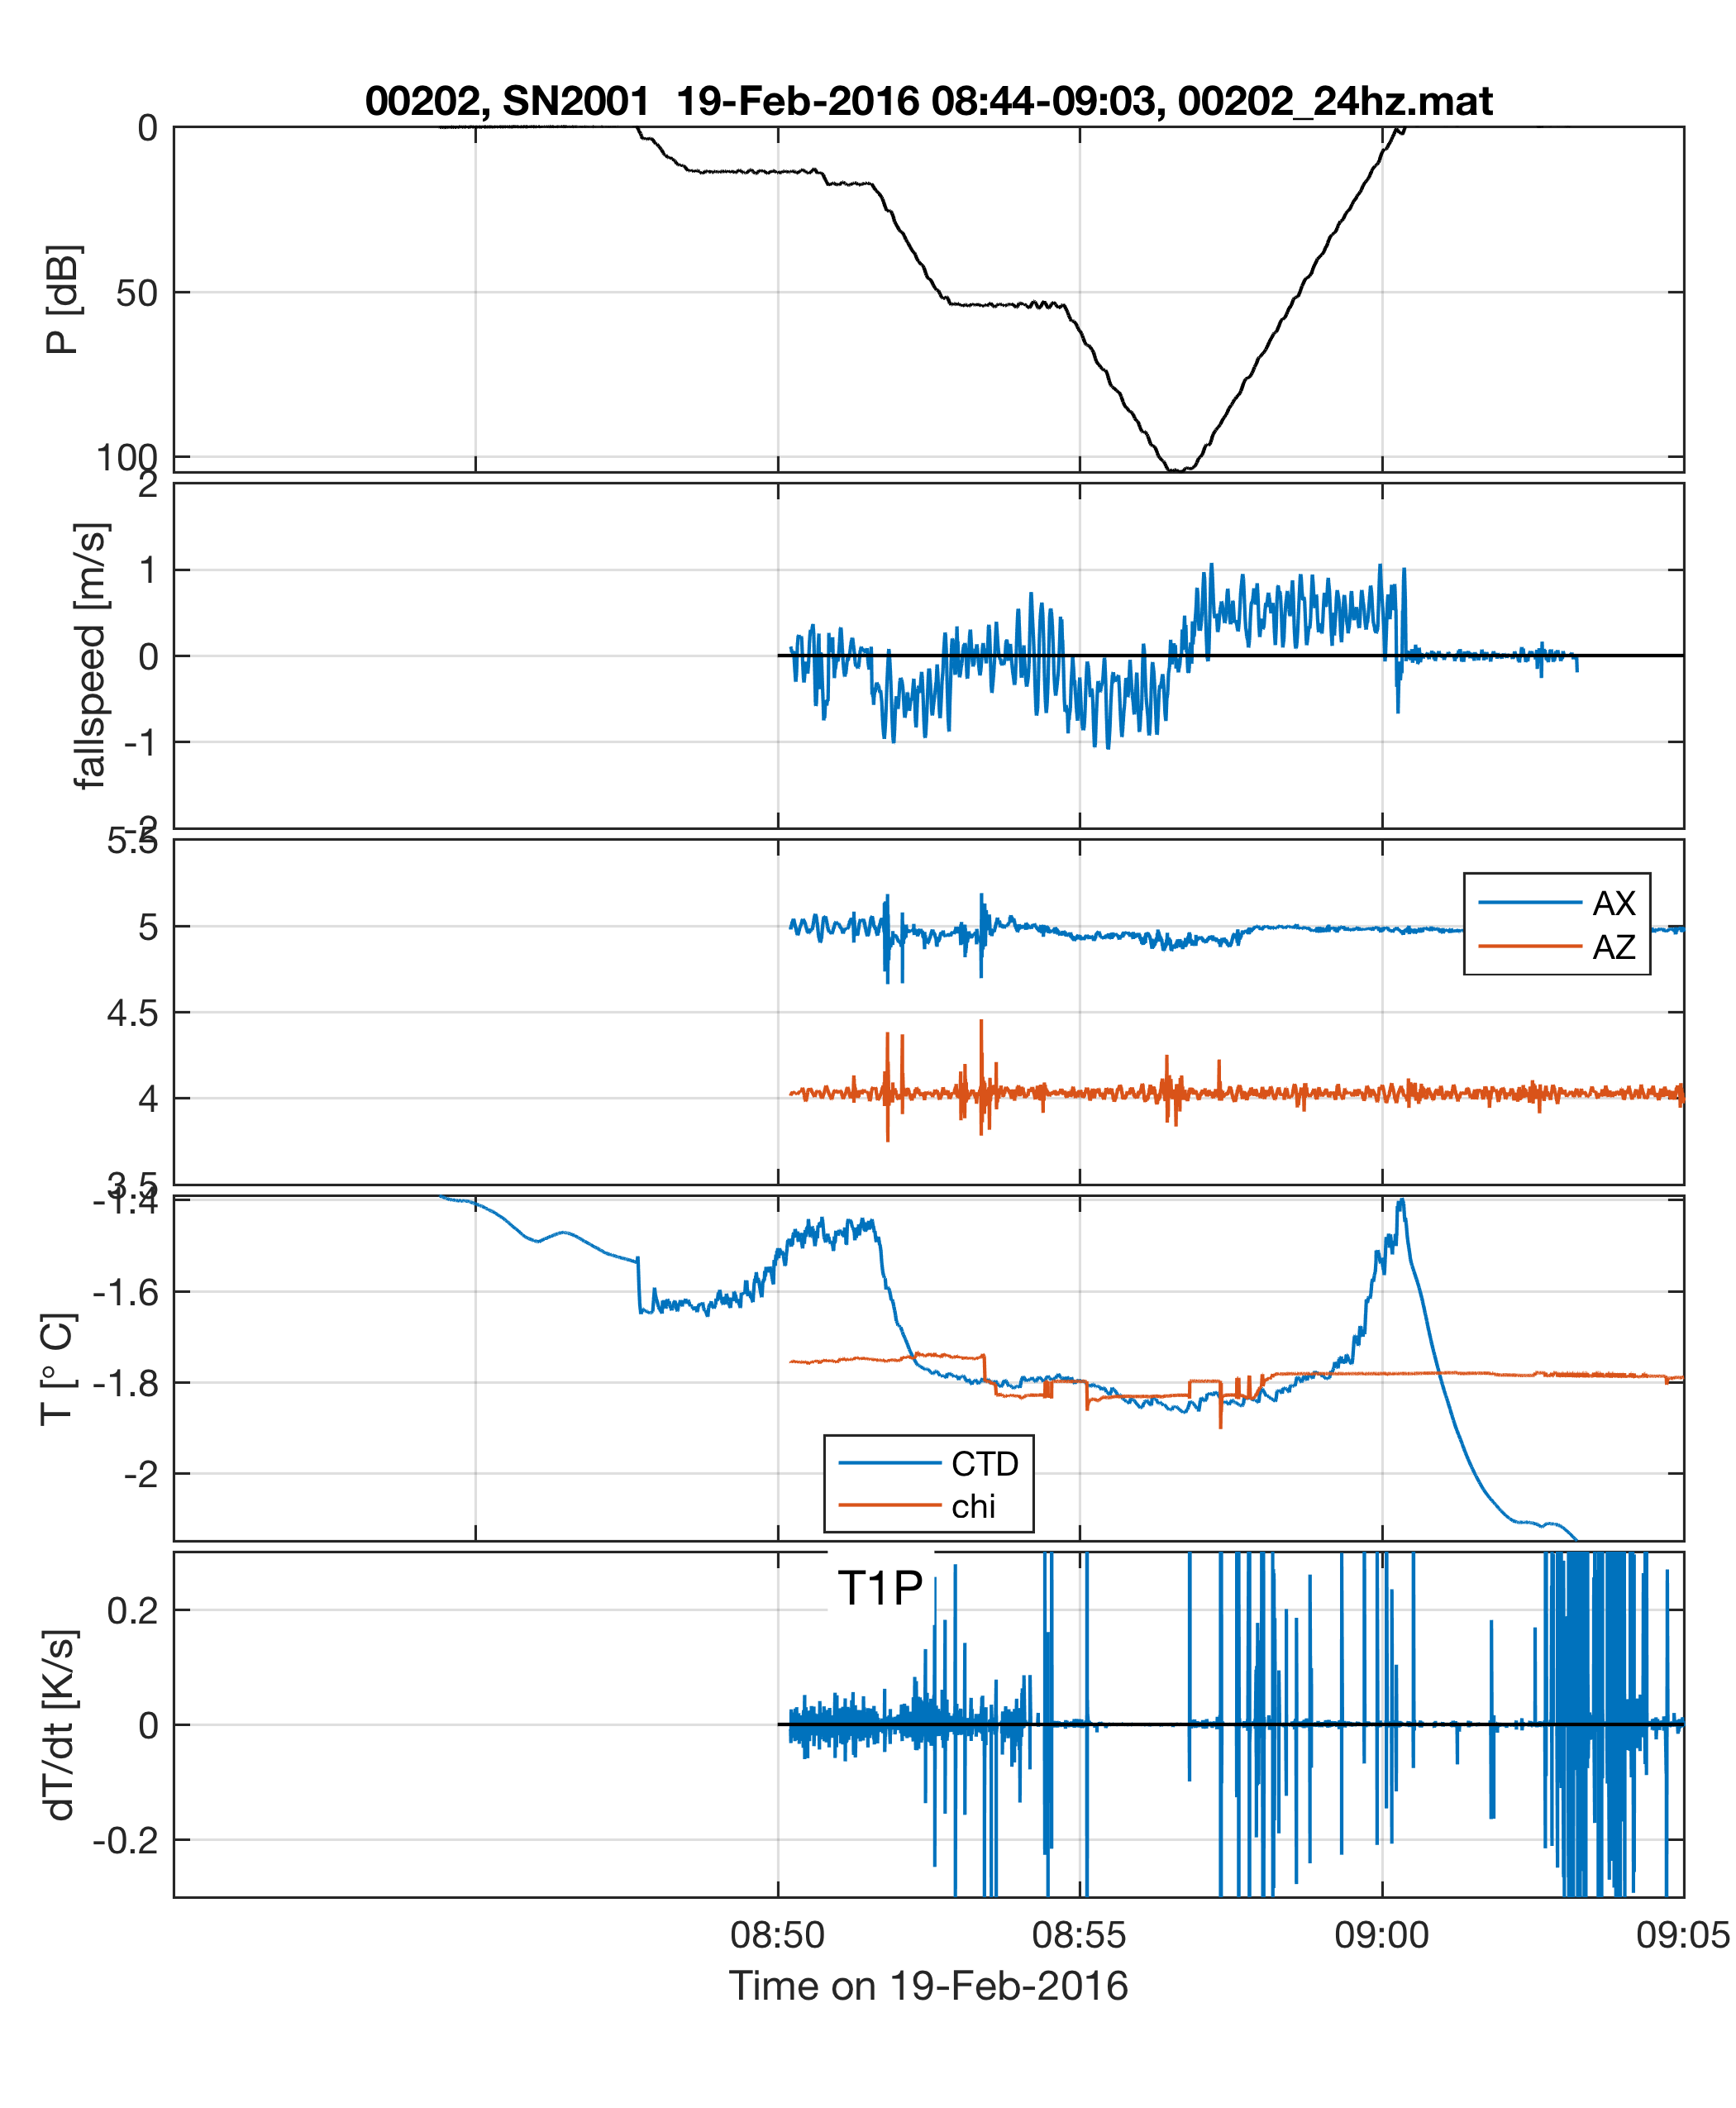 00202, SN2001  19-Feb-2016 08:44-09:03, 00202_24hz.mat
0
50
100
P [dB]
2
1
0
-1
-2
fallspeed [m/s]
5.5
5
4.5
4
3.5
AX
AZ
-1.4
-1.6
-1.8
-2
T [° C]
CTD
chi
T1P
0.2
0
-0.2
dT/dt [K/s]
08:50 08:55 09:00 09:05
Time on 19-Feb-2016